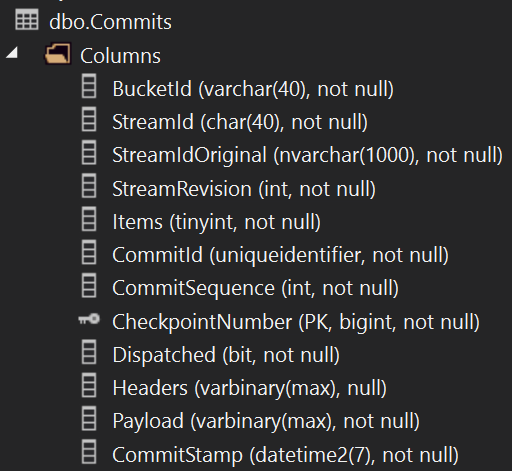 dbo.Commits
Columns
BucketId (varchar(40), not null)
StreamId (char(40), not null)
StreamIdOriginal (nvarchar(1000), not null)
StreamRevision (int, not null)
Items (tinyint, not null)
CommitId (uniqueidentifier, not null)
CommitSequence (int, not null)
CheckpointNumber (PK, bigint, not null)
Dispatched (bit, not null)
Headers (varbinary(max), null)
Payload (varbinary(max), null)
CommitStamp (datetime2(7), not null)